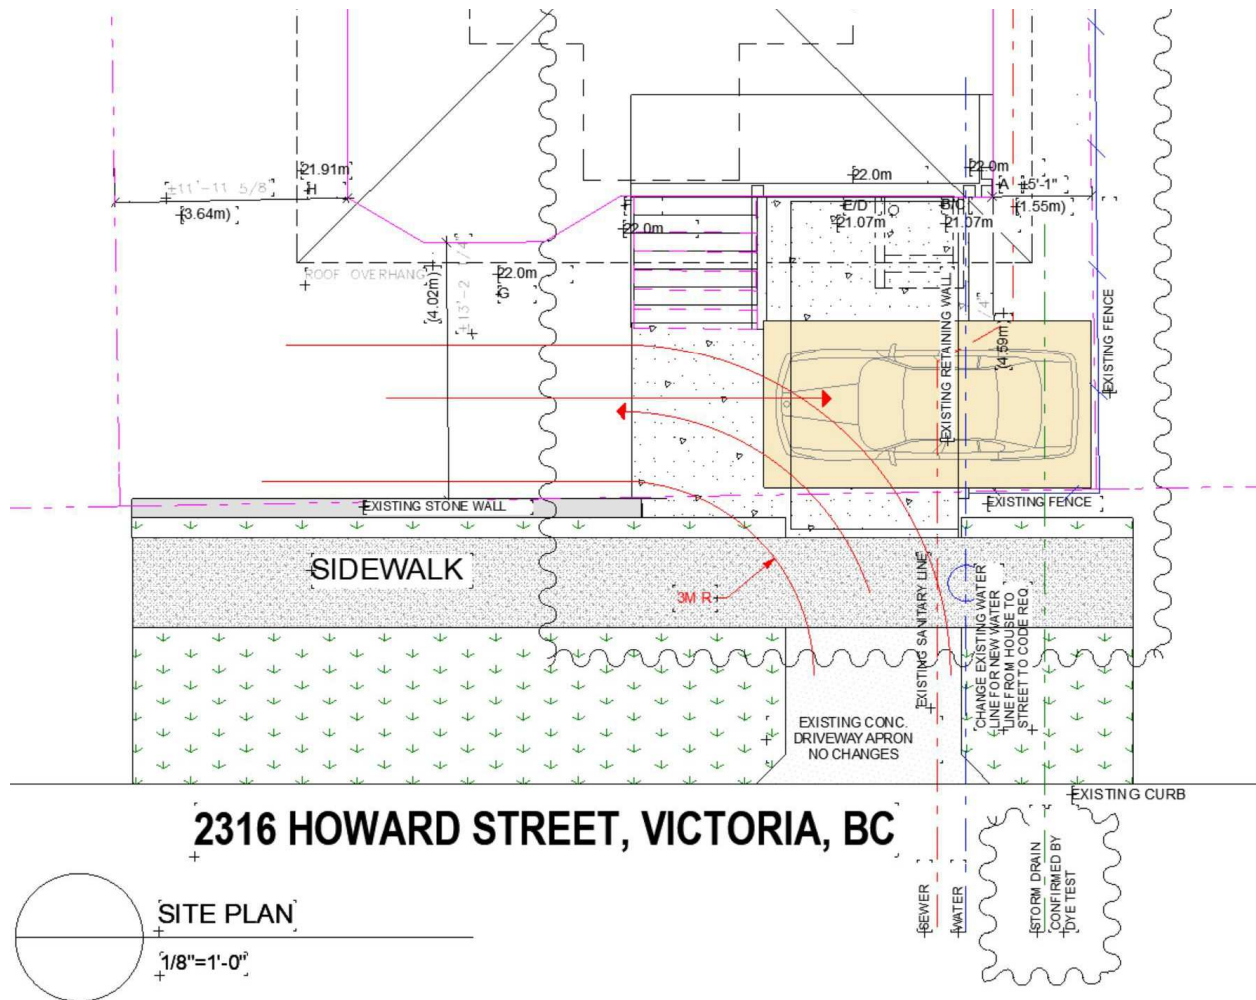 21.91m
H
±11'-11 5/8"
(3.64m)
22.0m
22.0m
A
±5'-1"
(1.55m)
F
22.0m
E/D
21.07m
B/C
21.07m
ROOF OVERHANG
(4.02m)
±13'-2 1/4"
22.0m
G
EXISTING RETAINING WALL
(4.59m)
EXISTING FENCE
EXISTING STONE WALL
EXISTING FENCE
SIDEWALK
3M R
EXISTING SANITARY LINE
CHANGE EXISTING WATER
LINE FOR NEW WATER
LINE FROM HOUSE TO
STREET TO CODE REQ.
EXISTING CONC.
DRIVEWAY APRON
NO CHANGES
EXISTING CURB
2316 HOWARD STREET, VICTORIA, BC
SEWER
WATER
STORM DRAIN
CONFIRMED BY
DYE TEST
SITE PLAN
1/8"=1'-0"